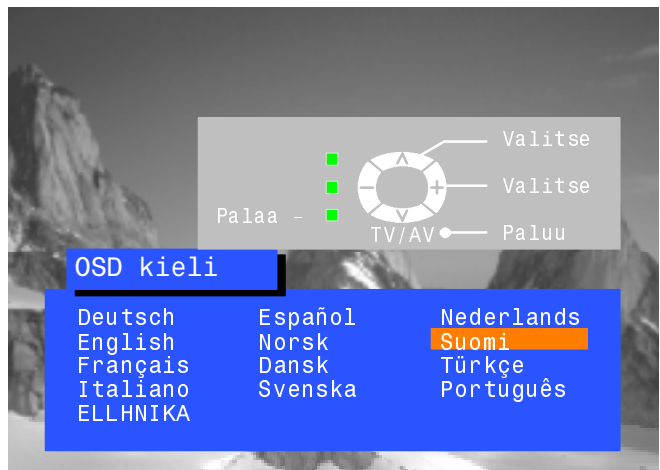 Valitse
Valitse
Palaa –
TV/AV Paluu
OSD kieli
Deutsch Español Nederlands
English Norsk Suomi
Français Dansk Türkçe
Italiano Svenska Português
ELLHNIKA